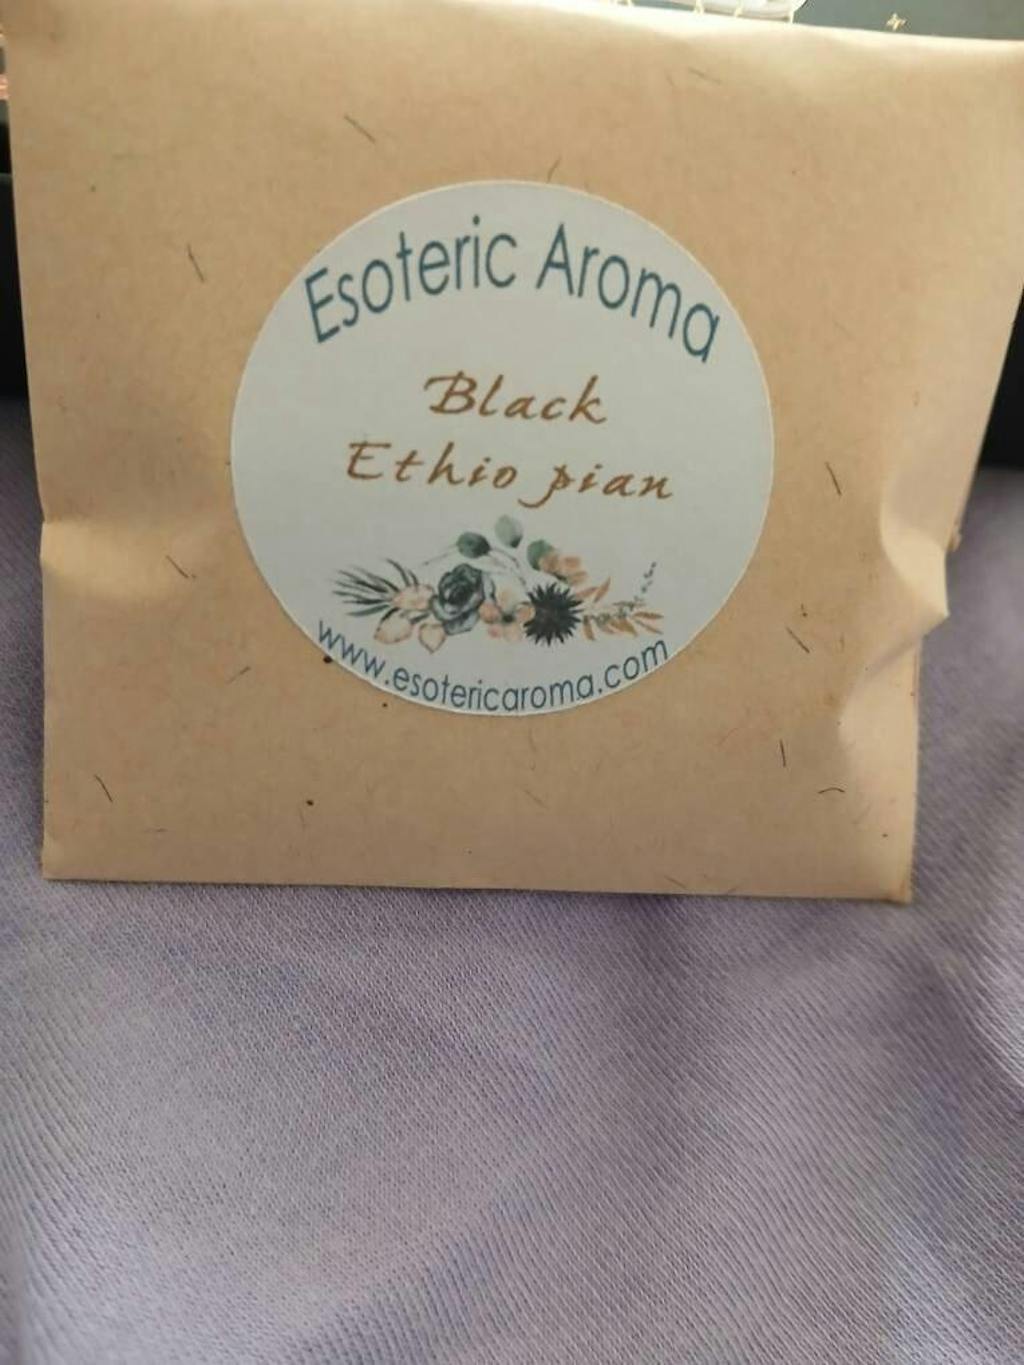 Esoteric Aroma
Black
Ethio pian
www.esotericaroma.com